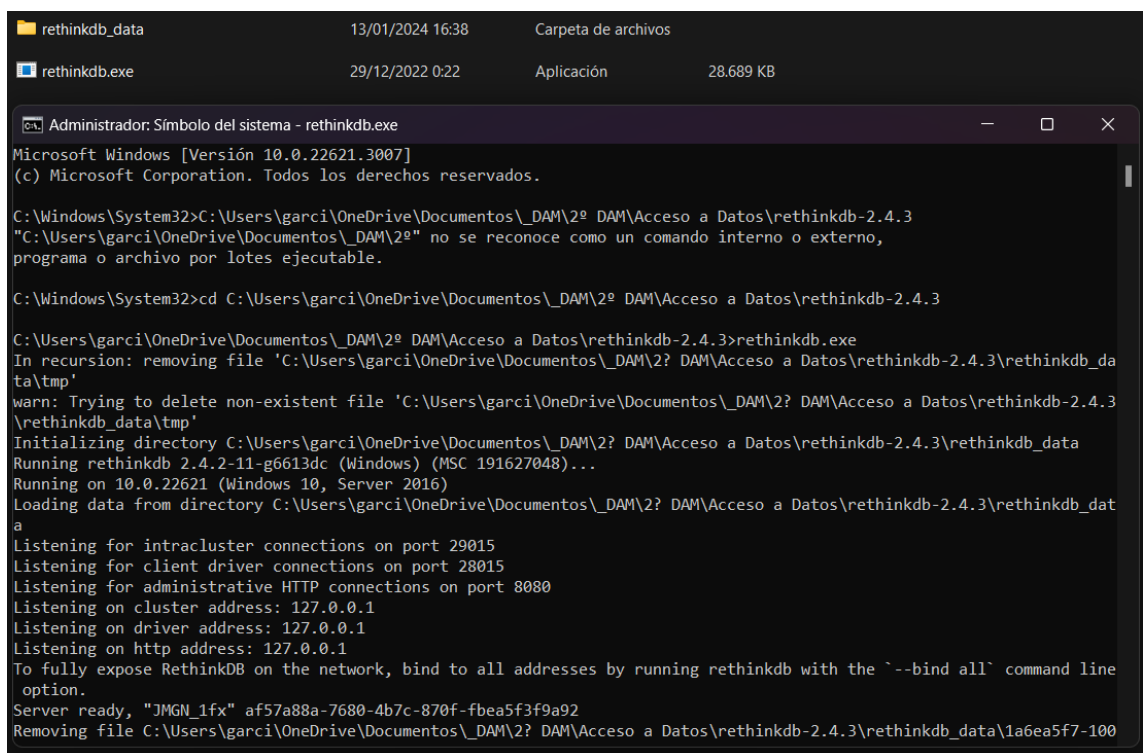 rethinkdb_data 13/01/2024 16:38 Carpeta de archivos
rethinkdb.exe 29/12/2022 0:22 Aplicación 28.689 KB
Administrador: Símbolo del sistema - rethinkdb.exe
Microsoft Windows [Versión 10.0.22621.3007]
(c) Microsoft Corporation. Todos los derechos reservados.
C:\Windows\System32>C:\Users\garci\OneDrive\Documentos\_DAM\2º DAM\Acceso a Datos\rethinkdb-2.4.3
"C:\Users\garci\OneDrive\Documentos\_DAM\2º" no se reconoce como un comando interno o externo,
programa o archivo por lotes ejecutable.
C:\Windows\System32>cd C:\Users\garci\OneDrive\Documentos\_DAM\2º DAM\Acceso a Datos\rethinkdb-2.4.3
C:\Users\garci\OneDrive\Documentos\_DAM\2º DAM\Acceso a Datos\rethinkdb-2.4.3>rethinkdb.exe
In recursion: removing file 'C:\Users\garci\OneDrive\Documentos\_DAM\2? DAM\Acceso a Datos\rethinkdb-2.4.3\rethinkdb_da
ta\tmp'
warn: Trying to delete non-existent file 'C:\Users\garci\OneDrive\Documentos\_DAM\2? DAM\Acceso a Datos\rethinkdb-2.4.3
\rethinkdb_data\tmp'
Initializing directory C:\Users\garci\OneDrive\Documentos\_DAM\2? DAM\Acceso a Datos\rethinkdb-2.4.3\rethinkdb_data
Running rethinkdb 2.4.2-11-g6613dc (Windows) (MSC 191627048)...
Running on 10.0.22621 (Windows 10, Server 2016)
Loading data from directory C:\Users\garci\OneDrive\Documentos\_DAM\2? DAM\Acceso a Datos\rethinkdb-2.4.3\rethinkdb_dat
a
Listening for intracluster connections on port 29015
Listening for client driver connections on port 28015
Listening for administrative HTTP connections on port 8080
Listening on cluster address: 127.0.0.1
Listening on driver address: 127.0.0.1
Listening on http address: 127.0.0.1
To fully expose RethinkDB on the network, bind to all addresses by running rethinkdb with the `--bind all` command line
option.
Server ready, "JMGN_1fx" af57a88a-7680-4b7c-870f-fbea5f3f9a92
Removing file C:\Users\garci\OneDrive\Documentos\_DAM\2? DAM\Acceso a Datos\rethinkdb-2.4.3\rethinkdb_data\1a6ea5f7-100